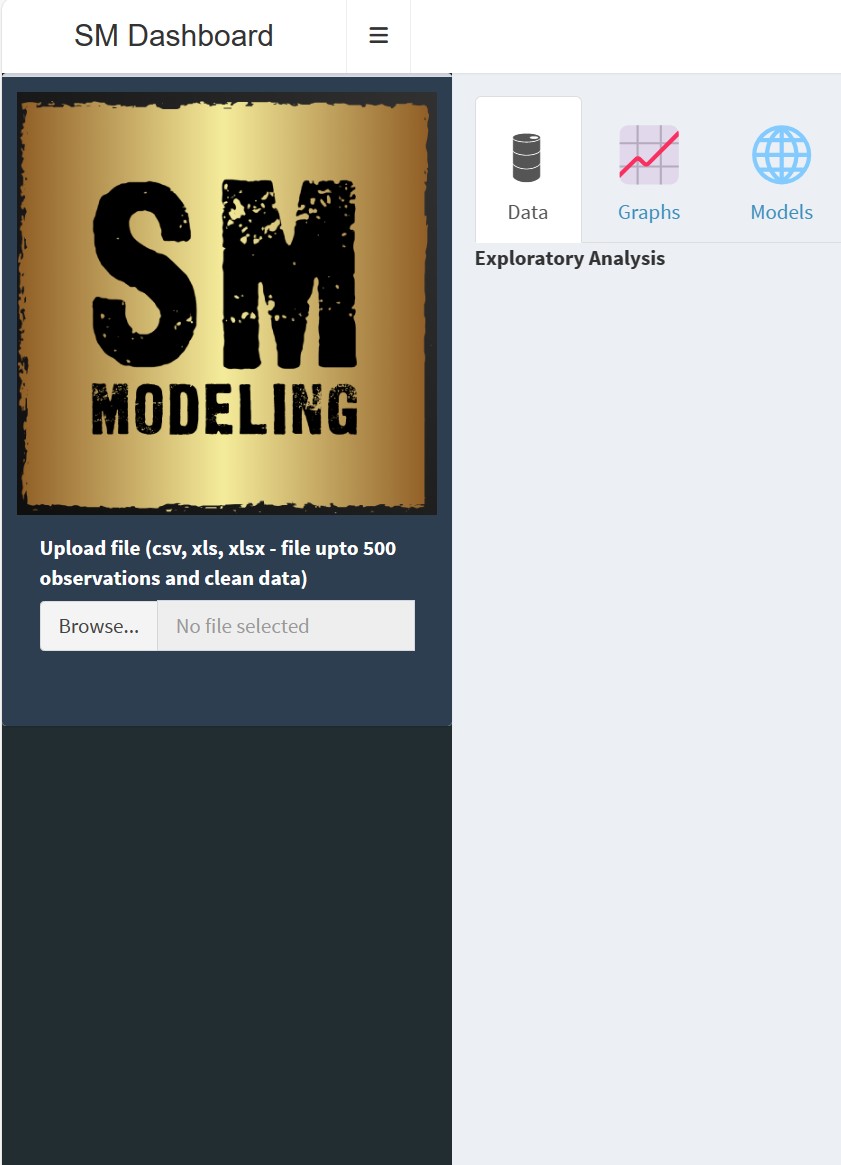 SM Dashboard
SM
MODELING
Upload file (csv, xls, xlsx - file upto 500
observations and clean data)
Browse... No file selected
Data Graphs Models
Exploratory Analysis